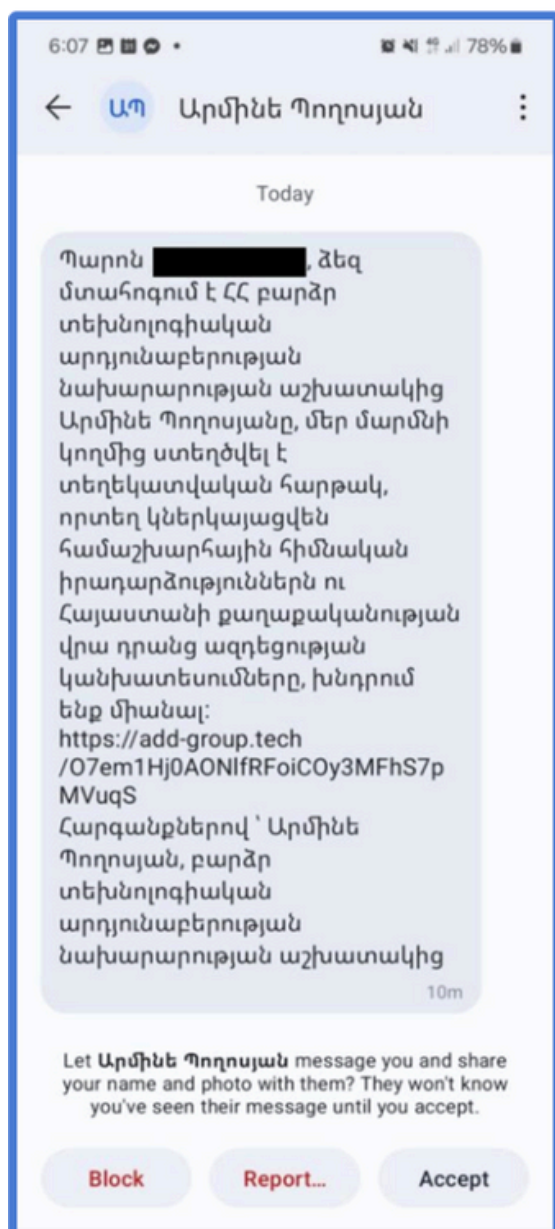 6:07
78%
ԱՊ Արմինե Պողոսյան
Today
Պարոն , ձեզ
մտահոգում է ՀՀ բարձր
տեխնոլոգիական
արդյունաբերության
նախարարության աշխատակից
Արմինե Պողոսյանը, մեր մարմնի
կողմից ստեղծվել է
տեղեկատվական հարթակ,
որտեղ կներկայացվեն
համաշխարհային հիմնական
իրադարձություններն ու
Հայաստանի քաղաքականության
վրա դրանց ազդեցության
կանխատեսումները, խնդրում
ենք միանալ:
https://add-group.tech
/O7em1Hj0AONlfRFoiCOy3MFhS7p
MVuqS
Հարգանքներով ՝ Արմինե
Պողոսյան, բարձր
տեխնոլոգիական
արդյունաբերության
նախարարության աշխատակից
10m
Let Արմինե Պողոսյան message you and share
your name and photo with them? They won't know
you've seen their message until you accept.
Block Report... Accept